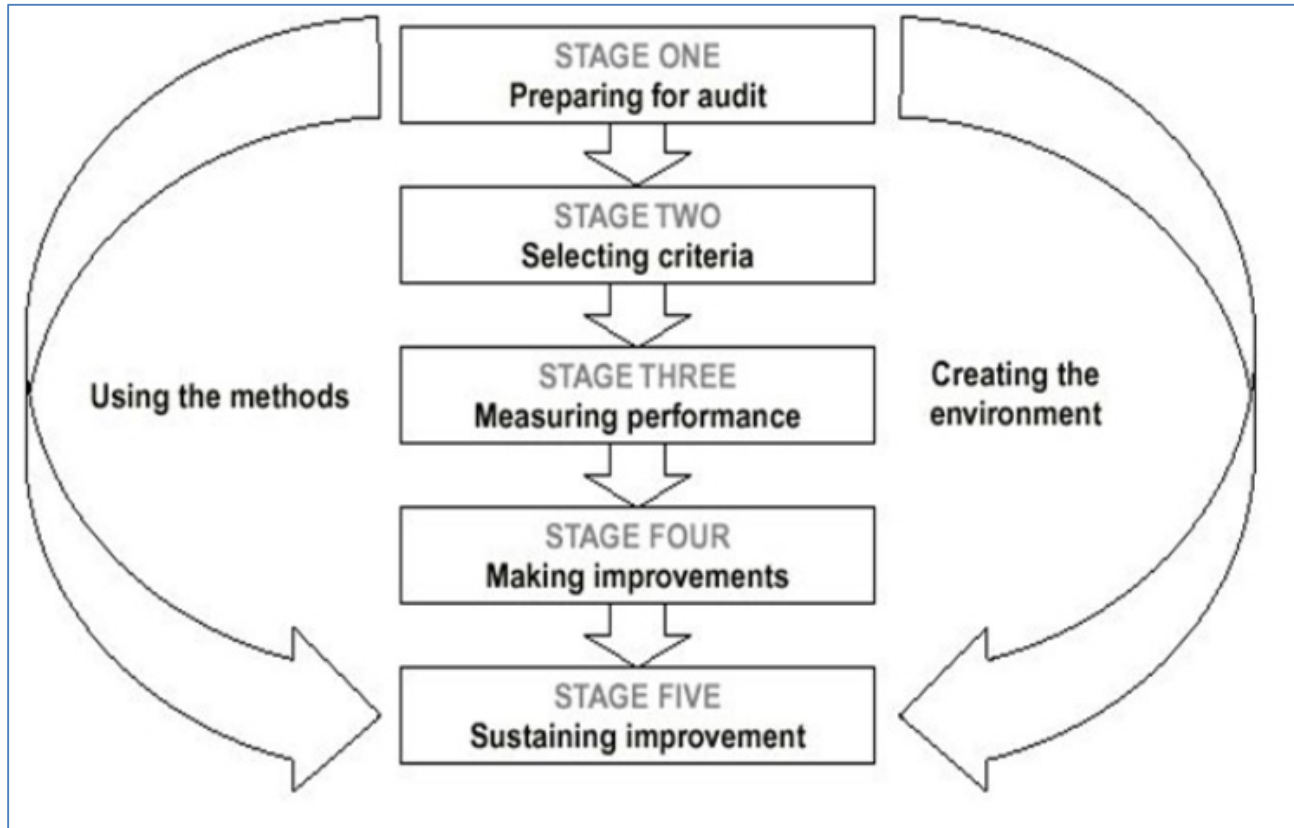 STAGE ONE
Preparing for audit
STAGE TWO
Selecting criteria
STAGE THREE
Measuring performance
Using the methods
Creating the
environment
STAGE FOUR
Making improvements
STAGE FIVE
Sustaining improvement